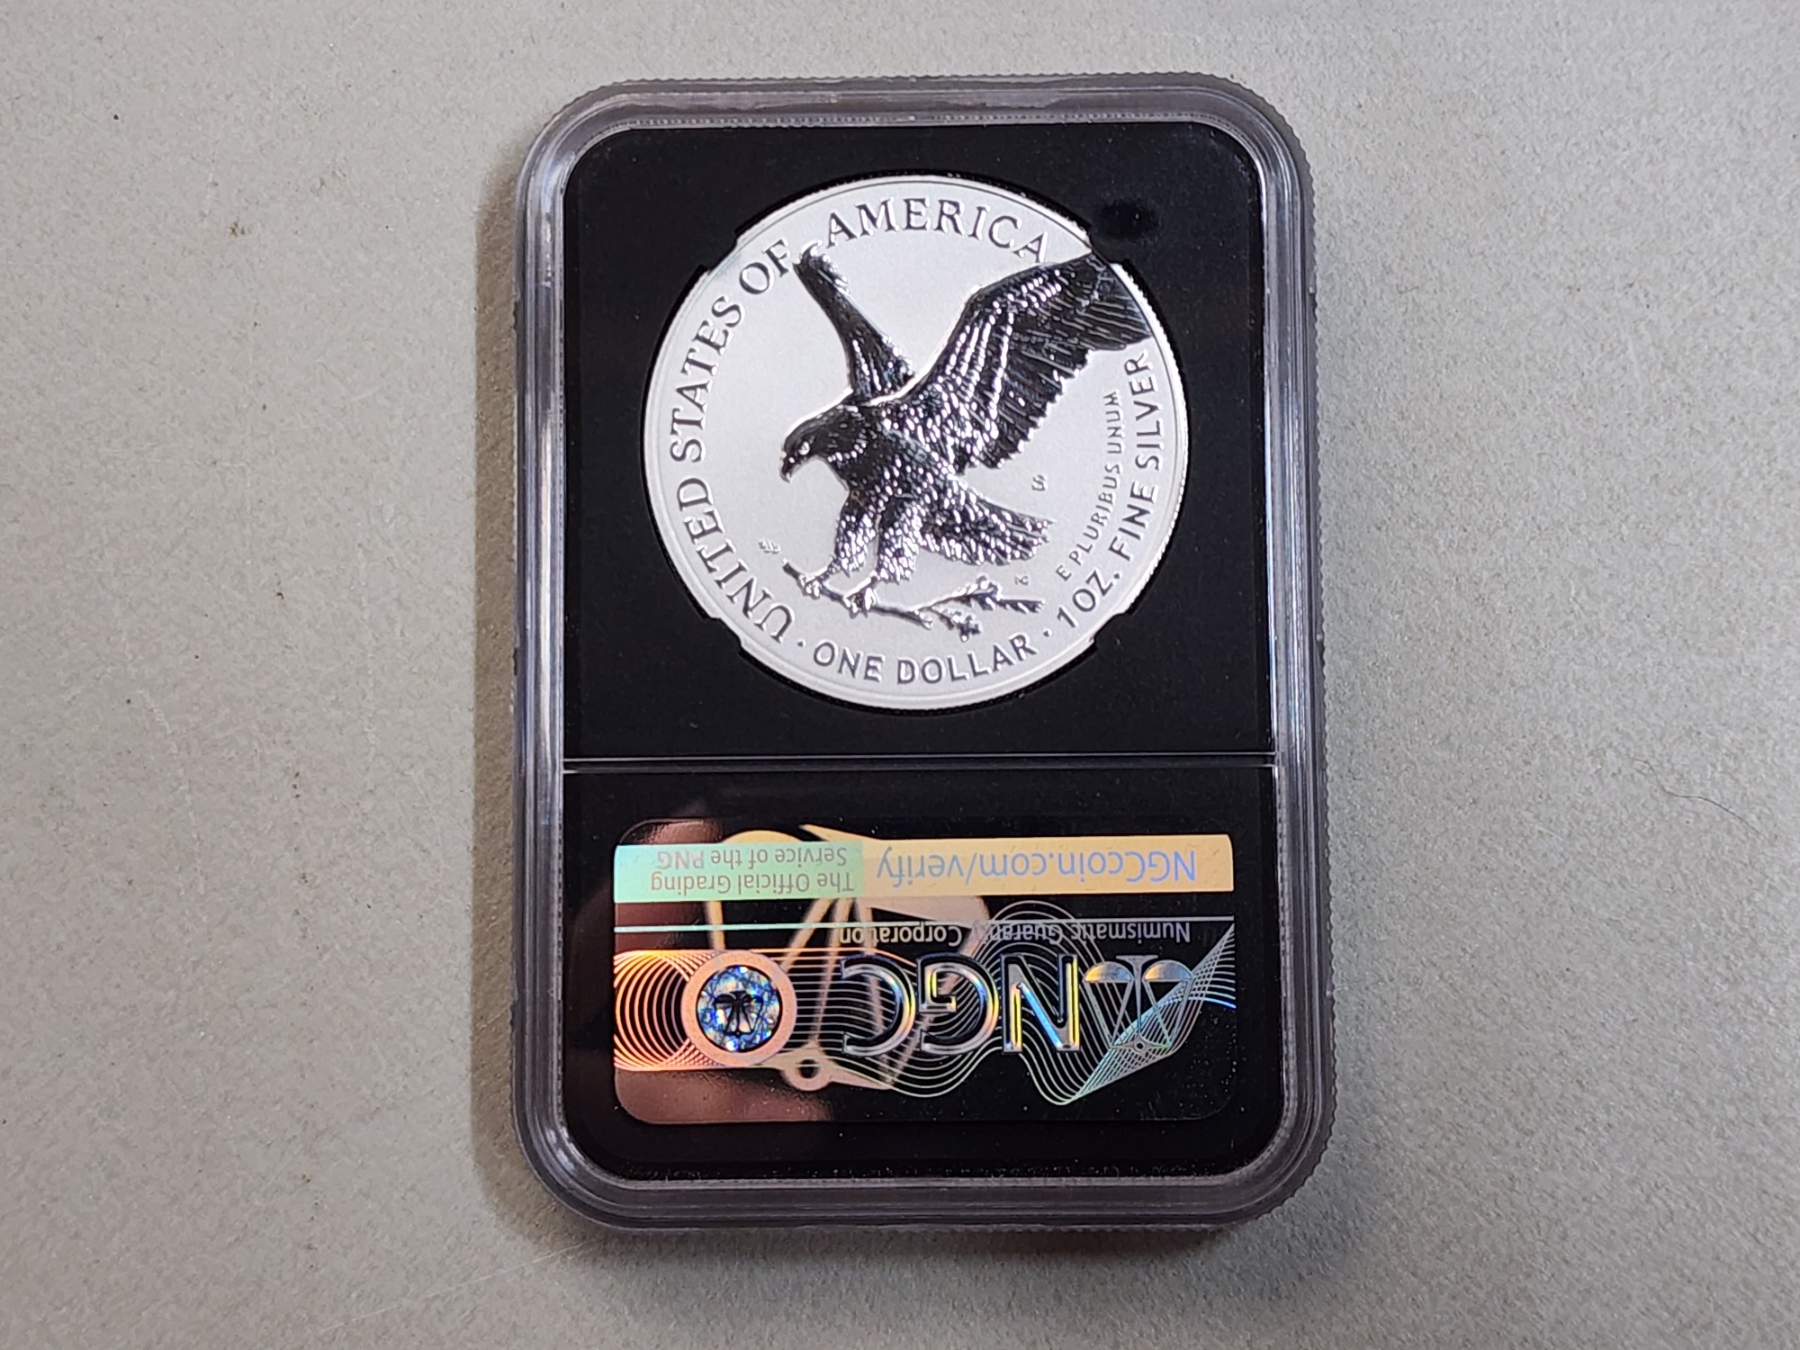 UNITED STATES OF AMERICA
E PLURIBUS UNUM
1 OZ. FINE SILVER
· ONE DOLLAR ·
S
NGC
Numismatic Guaranty Corporation
NGCcoin.com/verify
The Official Grading
Service of the PNG